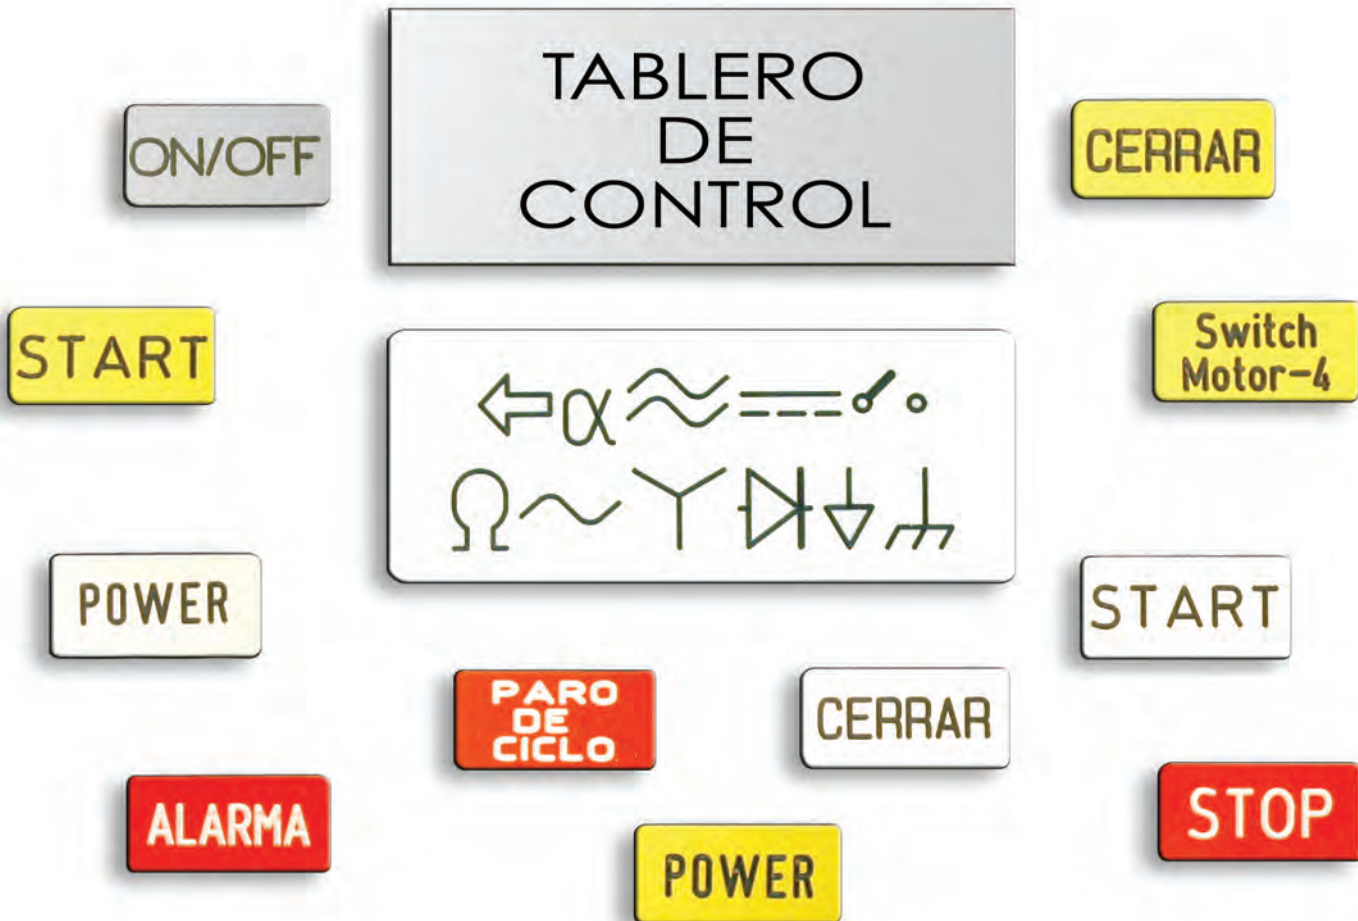 TABLERO
DE
CONTROL
ON/OFF
CERRAR
START
Switch
Motor-4
α
Ω
POWER
START
PARO
DE
CICLO
CERRAR
ALARMA
STOP
POWER